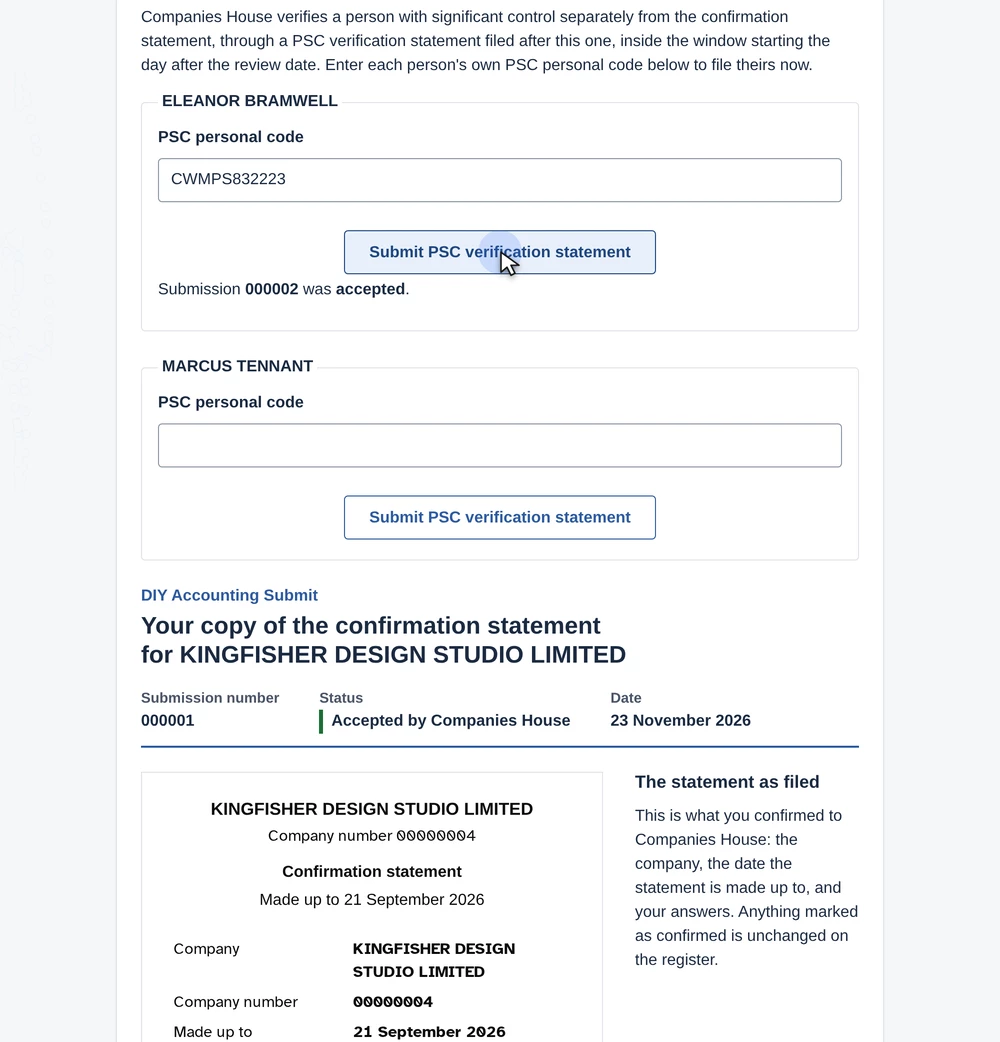 Companies House verifies a person with significant control separately from the confirmation
statement, through a PSC verification statement filed after this one, inside the window starting the
day after the review date. Enter each person's own PSC personal code below to file theirs now.
ELEANOR BRAMWELL
PSC personal code
CWMPS832223
Submit PSC verification statement
Submission 000002 was accepted.
MARCUS TENNANT
PSC personal code
Submit PSC verification statement
DIY Accounting Submit
Your copy of the confirmation statement
for KINGFISHER DESIGN STUDIO LIMITED
Submission number
000001
Status
Accepted by Companies House
Date
23 November 2026
KINGFISHER DESIGN STUDIO LIMITED
Company number 00000004
Confirmation statement
Made up to 21 September 2026
Company
KINGFISHER DESIGN
STUDIO LIMITED
Company number
00000004
Made up to
21 September 2026
The statement as filed
This is what you confirmed to
Companies House: the
company, the date the
statement is made up to, and
your answers. Anything marked
as confirmed is unchanged on
the register.